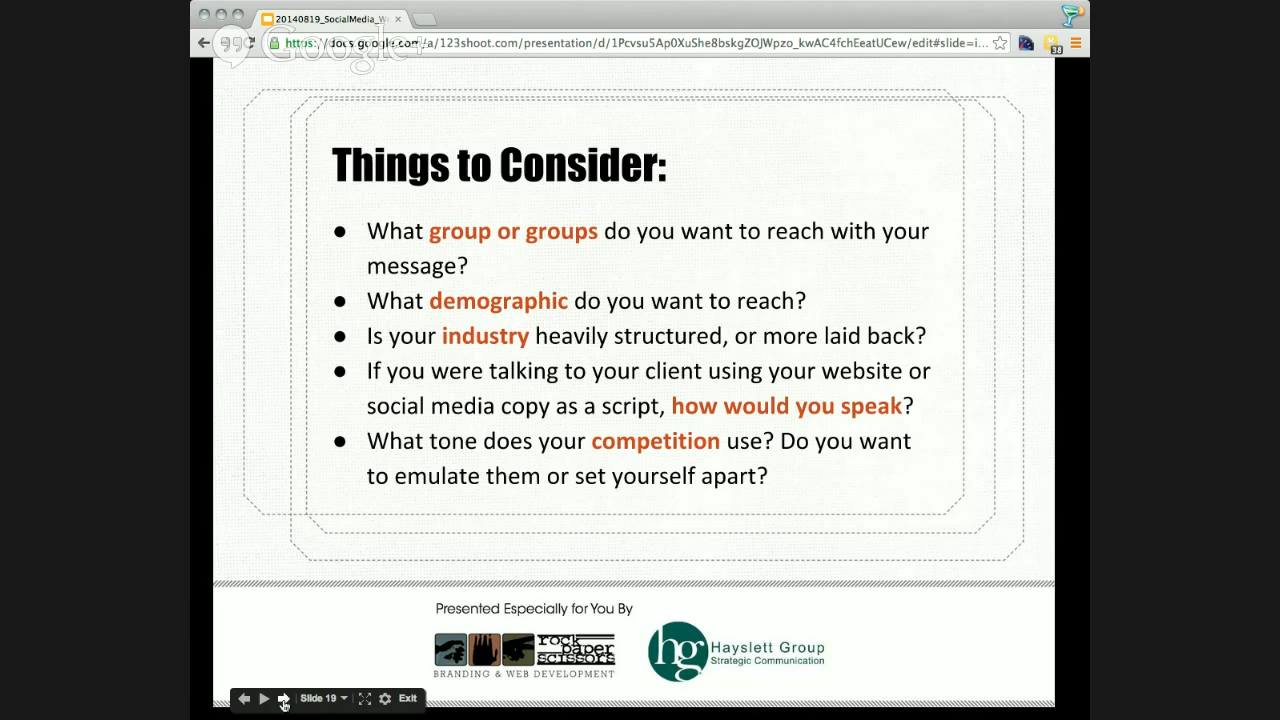 20140819_SocialMedia_We
Google+
https://docs.google.com/a/123shoot.com/presentation/d/1Pcvsu5Ap0XuShe8bskgZOJWpzo_kwAC4fchEeatUCew/edit#slide=i...
38
Things to Consider:
● What group or groups do you want to reach with your
message?
● What demographic do you want to reach?
● Is your industry heavily structured, or more laid back?
● If you were talking to your client using your website or
social media copy as a script, how would you speak?
● What tone does your competition use? Do you want
to emulate them or set yourself apart?
Presented Especially for You By
rock
paper
scissors
BRANDING & WEB DEVELOPMENT
hg
Hayslett Group
Strategic Communication
Slide 19
Exit